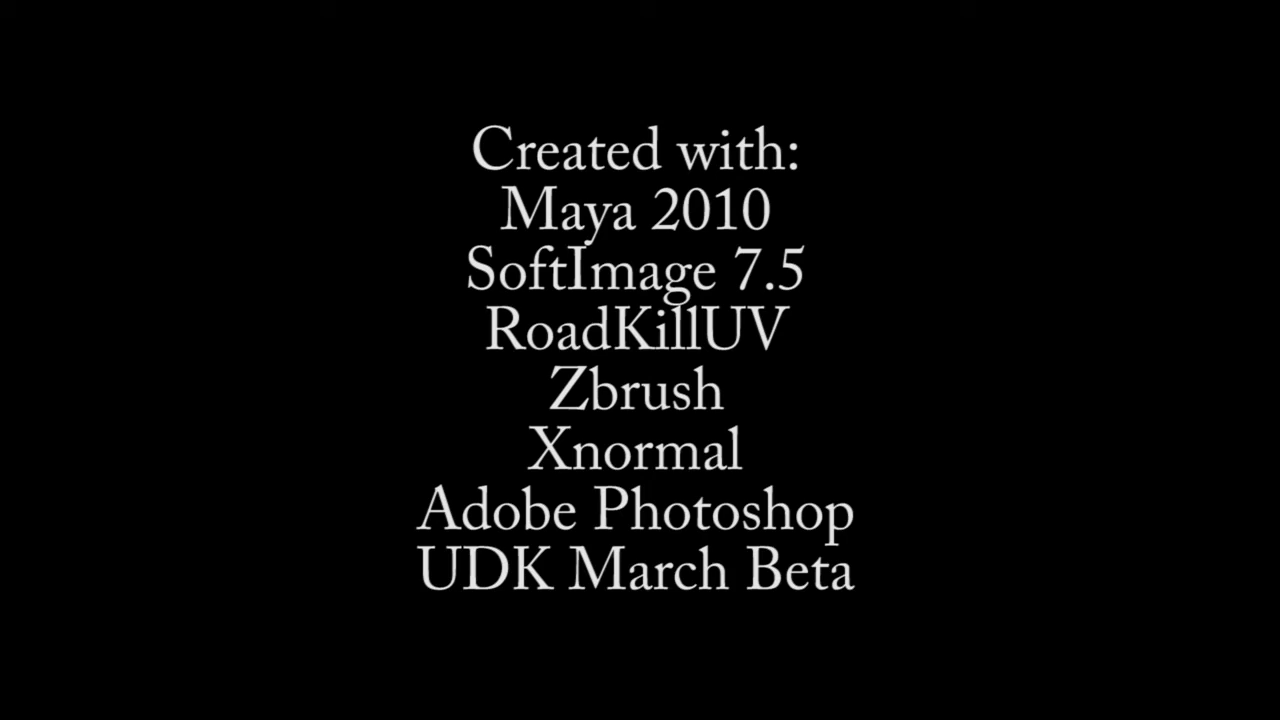 Created with:
Maya 2010
SoftImage 7.5
RoadKillUV
Zbrush
Xnormal
Adobe Photoshop
UDK March Beta